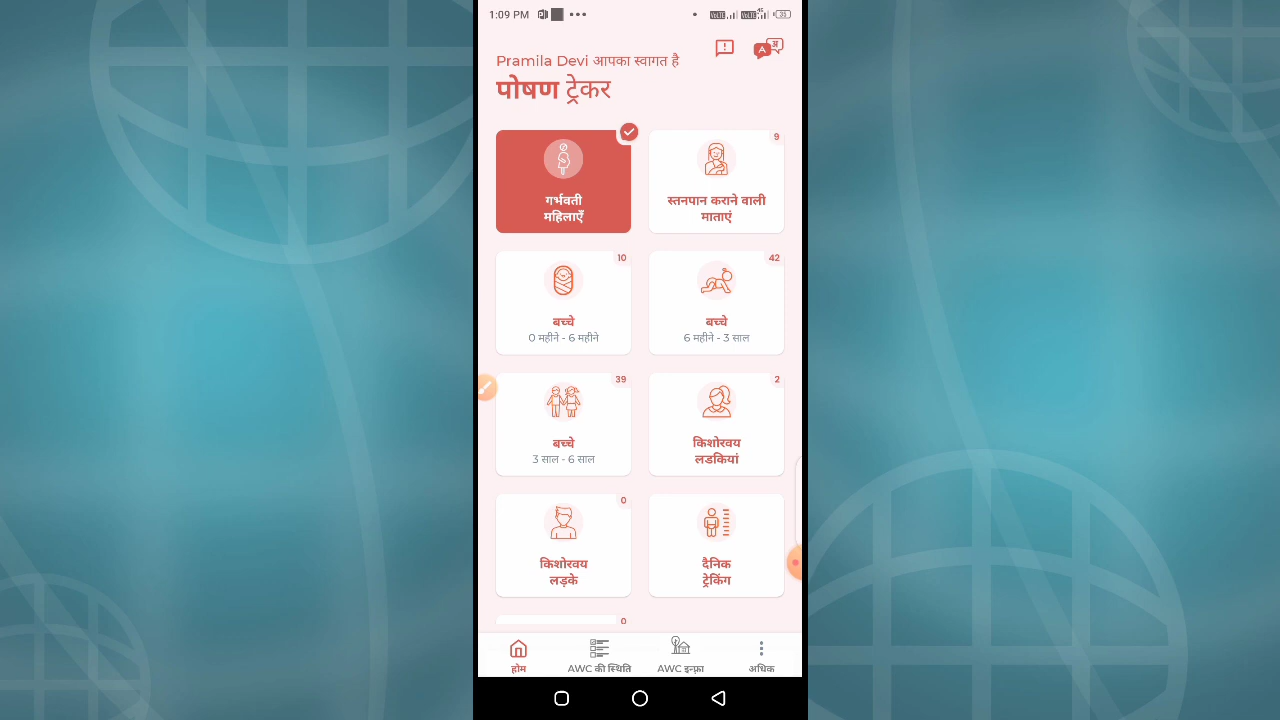 1:09 PM
35
Pramila Devi आपका स्वागत है
पोषण ट्रेकर
गर्भवती
महिलाएँ
9
स्तनपान कराने वाली
माताएं
10
बच्चे
0 महीने - 6 महीने
42
बच्चे
6 महीने - 3 साल
39
बच्चे
3 साल - 6 साल
2
किशोरवय
लडकियां
0
किशोरवय
लड़के
दैनिक
ट्रेकिंग
0
होम
AWC की स्थिति
AWC इन्फ़ा
अधिक